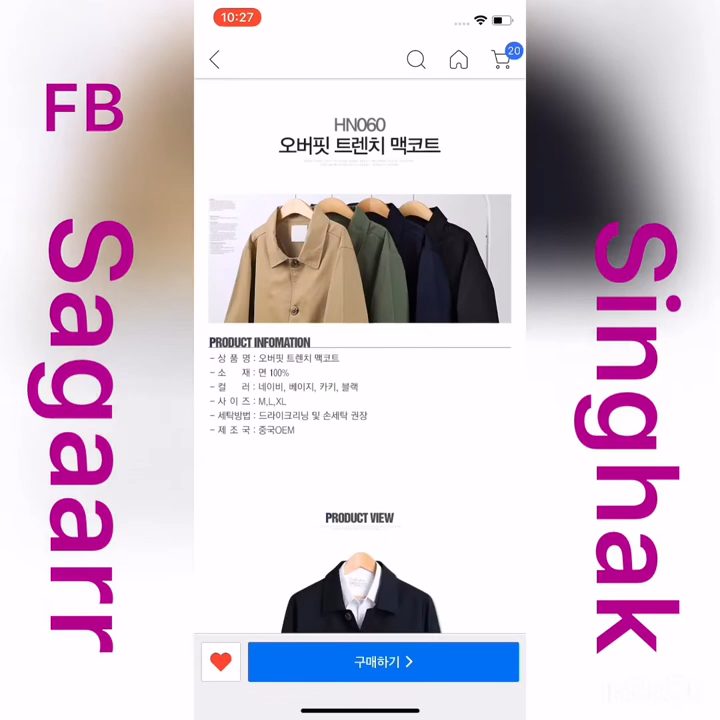 FB
Sagaarr
Singhak
10:27
20
HN060
오버핏 트렌치 맥코트
PRODUCT INFOMATION
- 상 품 명 : 오버핏 트렌치 맥코트
- 소 재 : 면 100%
- 컬 러 : 네이비, 베이지, 카키, 블랙
- 사 이 즈 : M,L,XL
- 세탁방법 : 드라이크리닝 및 손세탁 권장
- 제 조 국 : 중국OEM
PRODUCT VIEW
구매하기